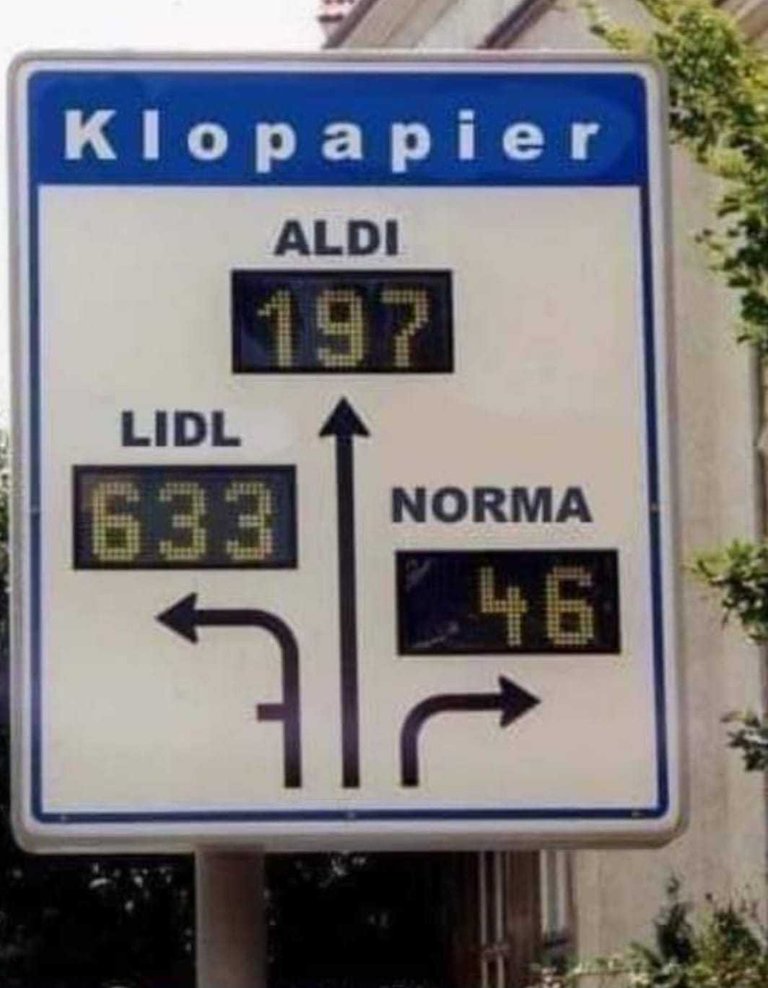 Klopapier
ALDI
197
LIDL
633
NORMA
46